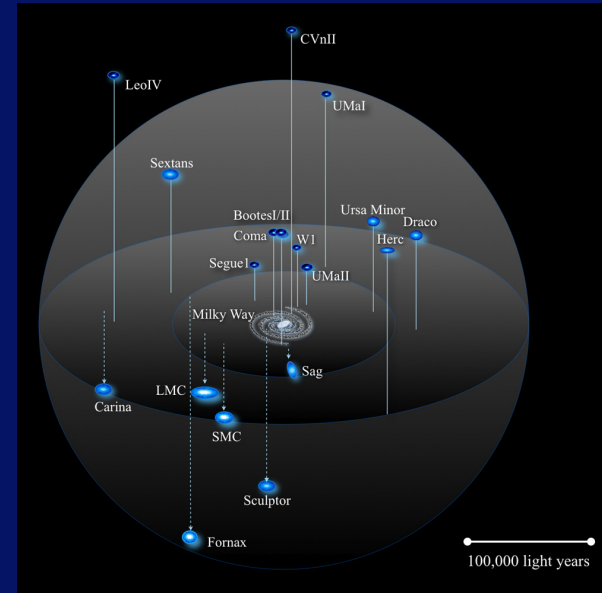 CVnII
LeoIV
UMaI
Sextans
BootesI/II
Ursa Minor
Draco
Coma
W1
Herc
Segue1
UMaII
Milky Way
Sag
LMC
Carina
SMC
Sculptor
Fornax
100,000 light years